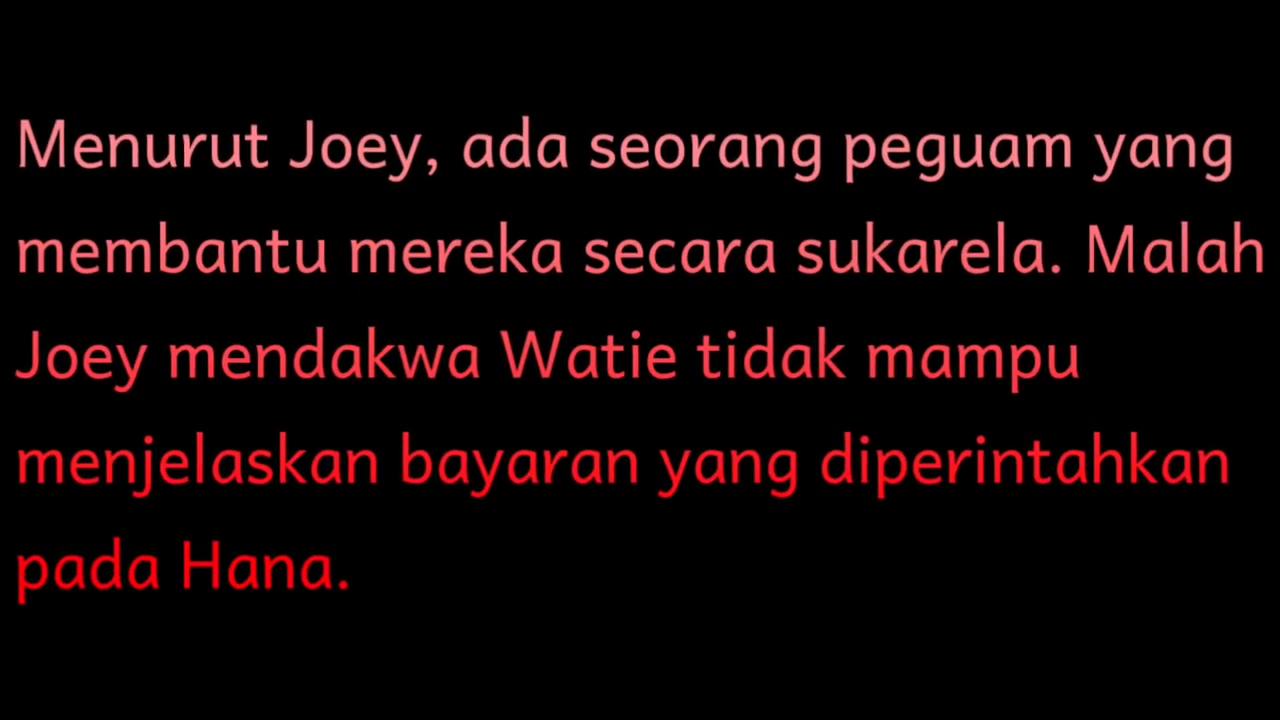 Menurut Joey, ada seorang peguam yang
membantu mereka secara sukarela. Malah
Joey mendakwa Watie tidak mampu
menjelaskan bayaran yang diperintahkan
pada Hana.